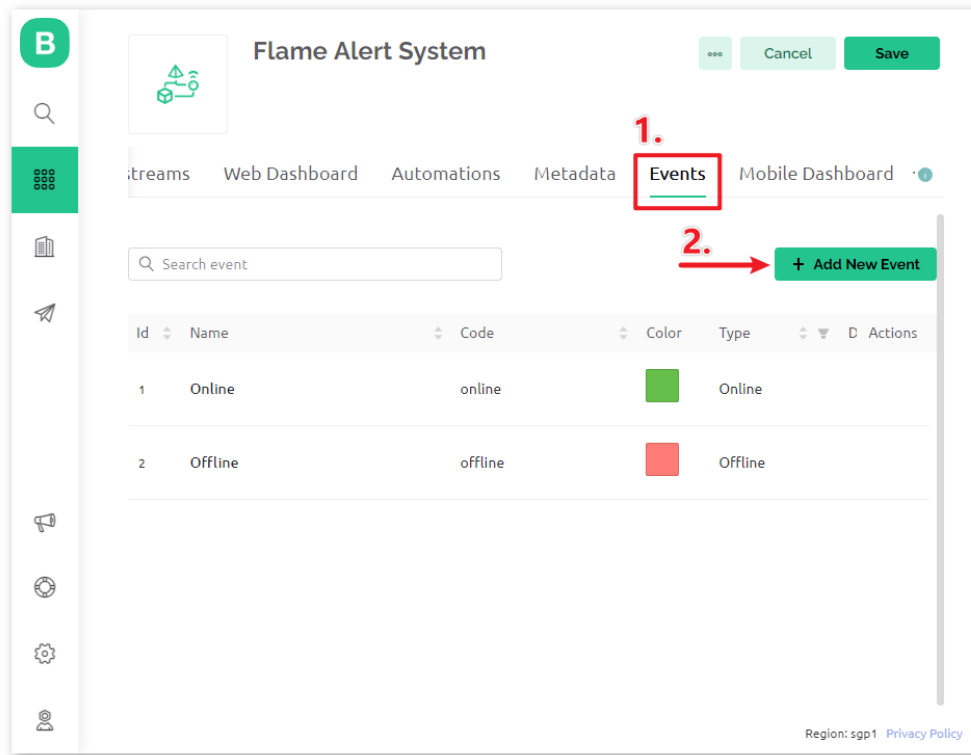 B
Flame Alert System
Cancel
Save
1.
streams Web Dashboard Automations Metadata Events Mobile Dashboard
2.
Search event
+ Add New Event
Id Name Code Color Type D Actions
1 Online online Online
2 Offline offline Offline
Region: sgp1 Privacy Policy